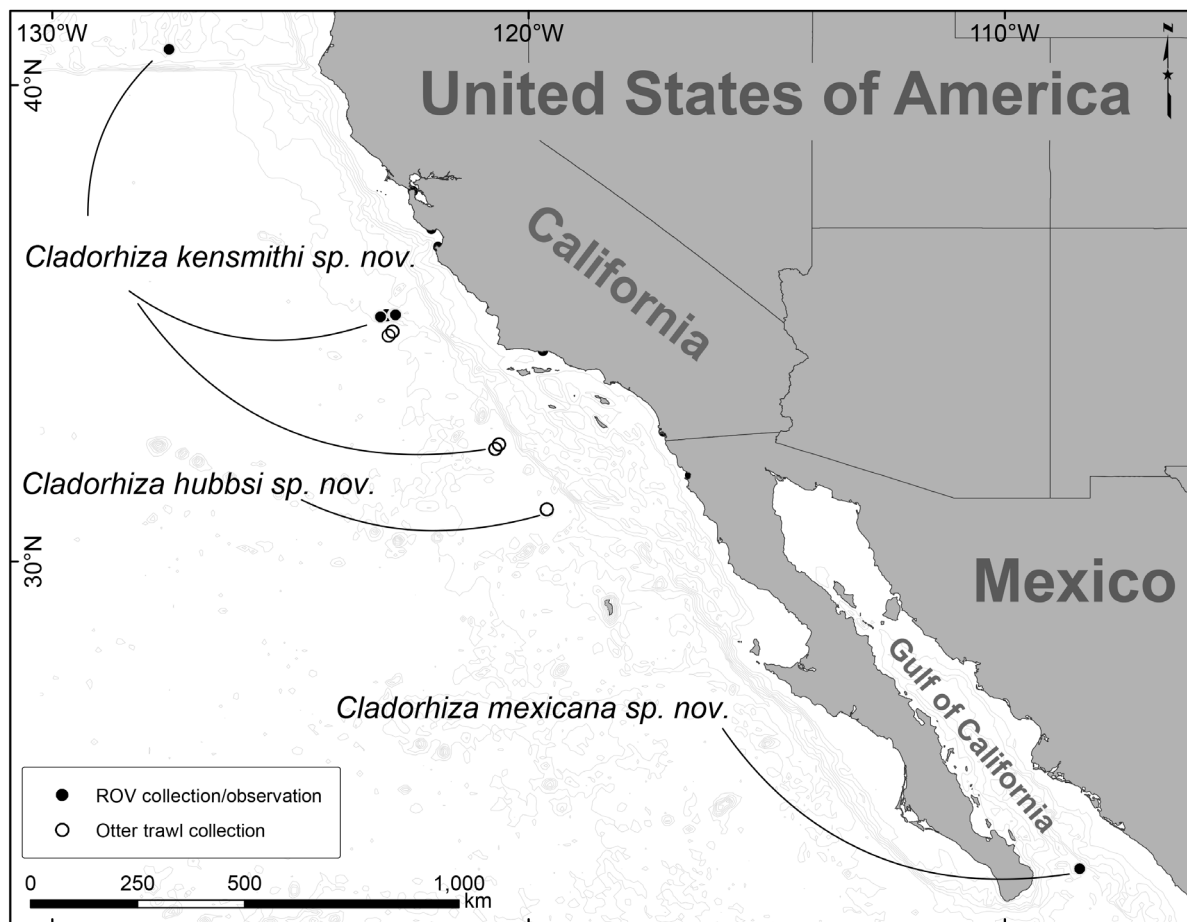 130°W
120°W
110°W
z
40°N
United States of America
California
Cladorhiza kensmithi sp. nov.
Cladorhiza hubbsi sp. nov.
30°N
Mexico
Gulf of California
Cladorhiza mexicana sp. nov.
ROV collection/observation
Otter trawl collection
0 250 500 1,000
km